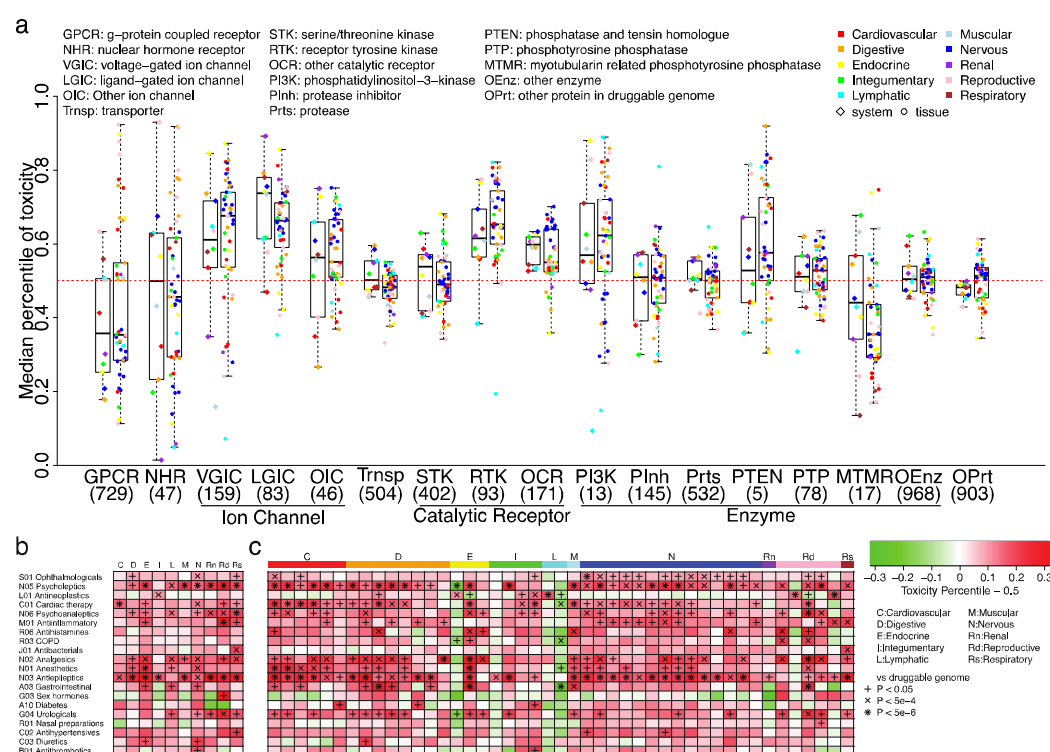 a
GPCR: g−protein coupled receptor STK: serine/threonine kinase PTEN: phosphatase and tensin homologue
NHR: nuclear hormone receptor RTK: receptor tyrosine kinase PTP: phosphotyrosine phosphatase
VGIC: voltage−gated ion channel OCR: other catalytic receptor MTMR: myotubularin related phosphotyrosine phosphatase
LGIC: ligand−gated ion channel PI3K: phosphatidylinositol−3−kinase OEnz: other enzyme
OIC: Other ion channel PInh: protease inhibitor OPrt: other protein in druggable genome
Trnsp: transporter Prts: protease
Cardiovascular Muscular
Digestive Nervous
Endocrine Renal
Integumentary Reproductive
Lymphatic Respiratory
system tissue
Median percentile of toxicity
1.0
0.8
0.6
0.4
0.2
0.0
GPCR NHR VGIC LGIC OIC Trnsp STK RTK OCR PI3K PInh Prts PTEN PTP MTMR OEnz OPrt
(729) (47) (159) (83) (46) (504) (402) (93) (171) (13) (145) (532) (5) (78) (17) (968) (903)
Ion Channel Catalytic Receptor Enzyme
b
C D E I L M N Rn Rd Rs
S01 Ophthalmologicals
N05 Psycholeptics
L01 Antineoplastics
C01 Cardiac therapy
N06 Psychoanaleptics
M01 Antiinflammatory
R06 Antihistamines
R03 COPD
J01 Antibacterials
N02 Analgesics
N01 Anesthetics
N03 Antiepileptics
A03 Gastrointestinal
G03 Sex hormones
A10 Diabetes
G04 Urologicals
R01 Nasal preparations
C02 Antihypertensives
C03 Diuretics
B01 Antithrombotics
c
C D E I L M N Rn Rd Rs
−0.3 −0.2 −0.1 0 0.1 0.2 0.3
Toxicity Percentile − 0.5
C:Cardiovascular M:Muscular
D:Digestive N:Nervous
E:Endocrine Rn:Renal
I:Integumentary Rd:Reproductive
L:Lymphatic Rs:Respiratory
vs druggable genome
+ P < 0.05
× P < 5e−4
∗ P < 5e−6